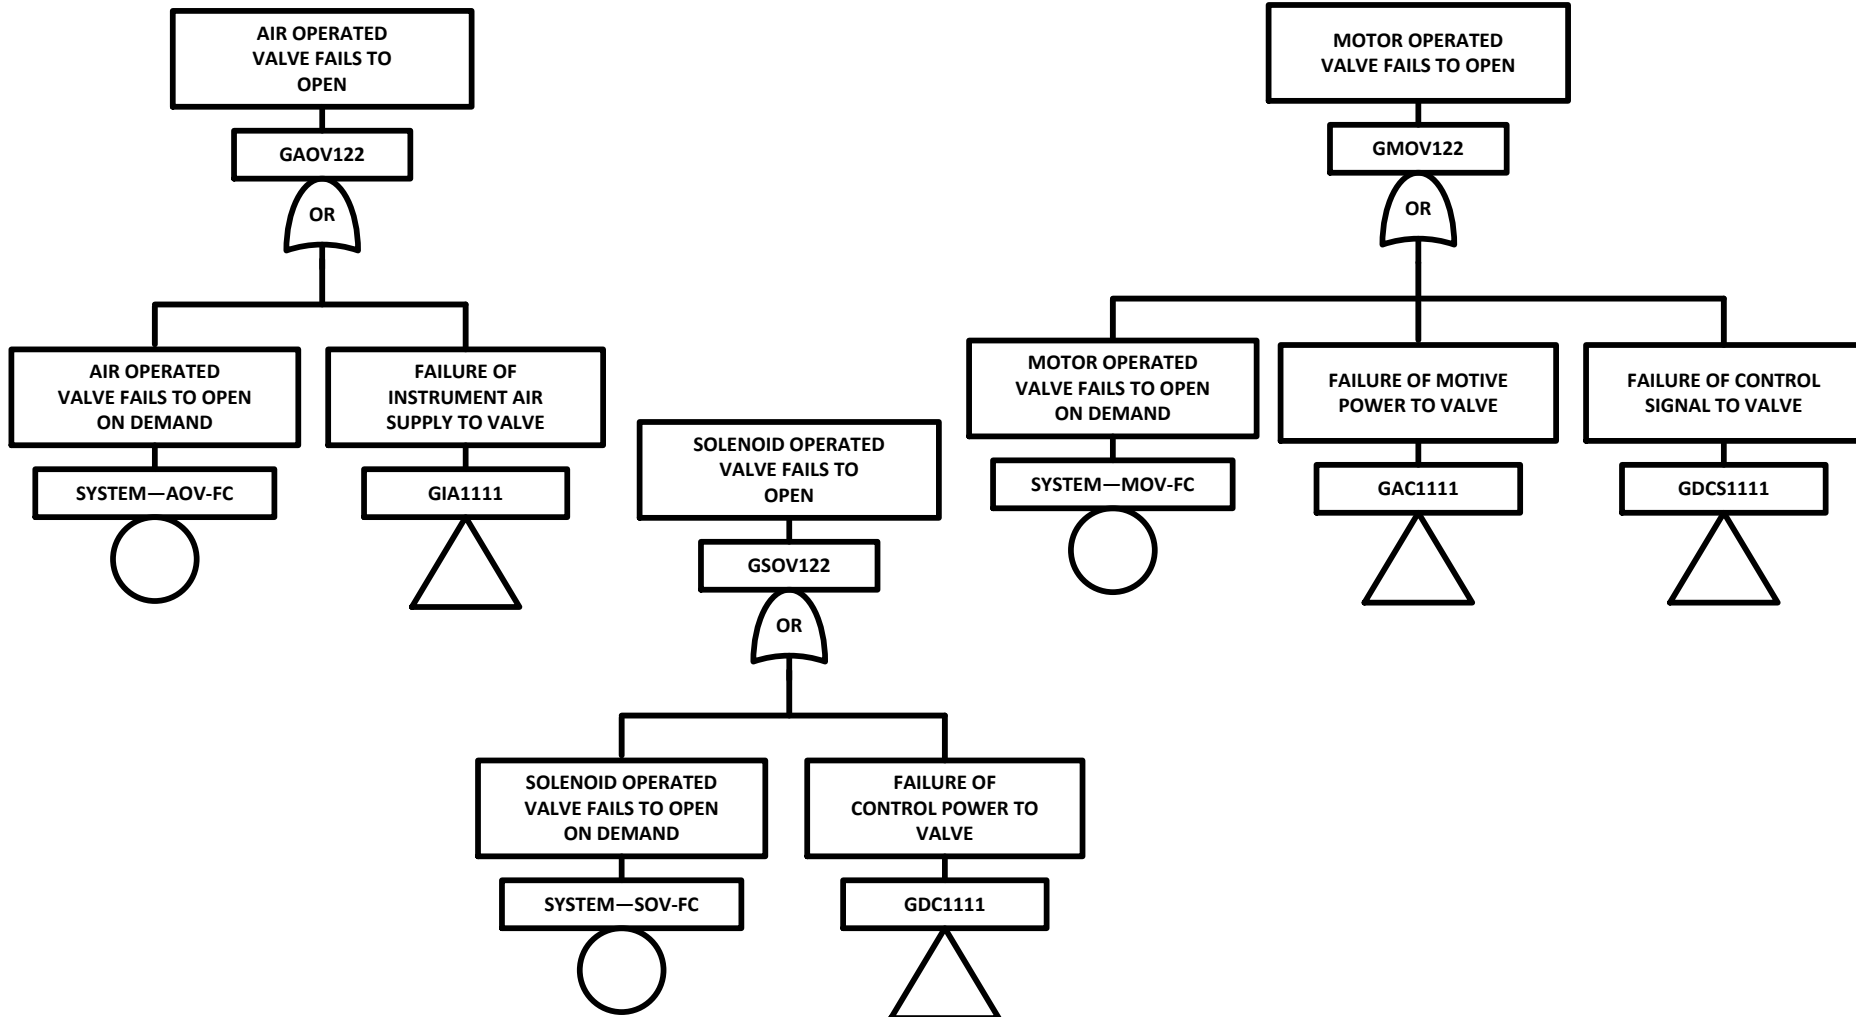 AIR OPERATED
VALVE FAILS TO
OPEN
GAOV122
OR
AIR OPERATED
VALVE FAILS TO OPEN
ON DEMAND
SYSTEM—AOV-FC
FAILURE OF
INSTRUMENT AIR
SUPPLY TO VALVE
GIA1111
SOLENOID OPERATED
VALVE FAILS TO
OPEN
GSOV122
OR
SOLENOID OPERATED
VALVE FAILS TO OPEN
ON DEMAND
SYSTEM—SOV-FC
FAILURE OF
CONTROL POWER TO
VALVE
GDC1111
MOTOR OPERATED
VALVE FAILS TO OPEN
GMOV122
OR
MOTOR OPERATED
VALVE FAILS TO OPEN
ON DEMAND
SYSTEM—MOV-FC
FAILURE OF MOTIVE
POWER TO VALVE
GAC1111
FAILURE OF CONTROL
SIGNAL TO VALVE
GDCS1111